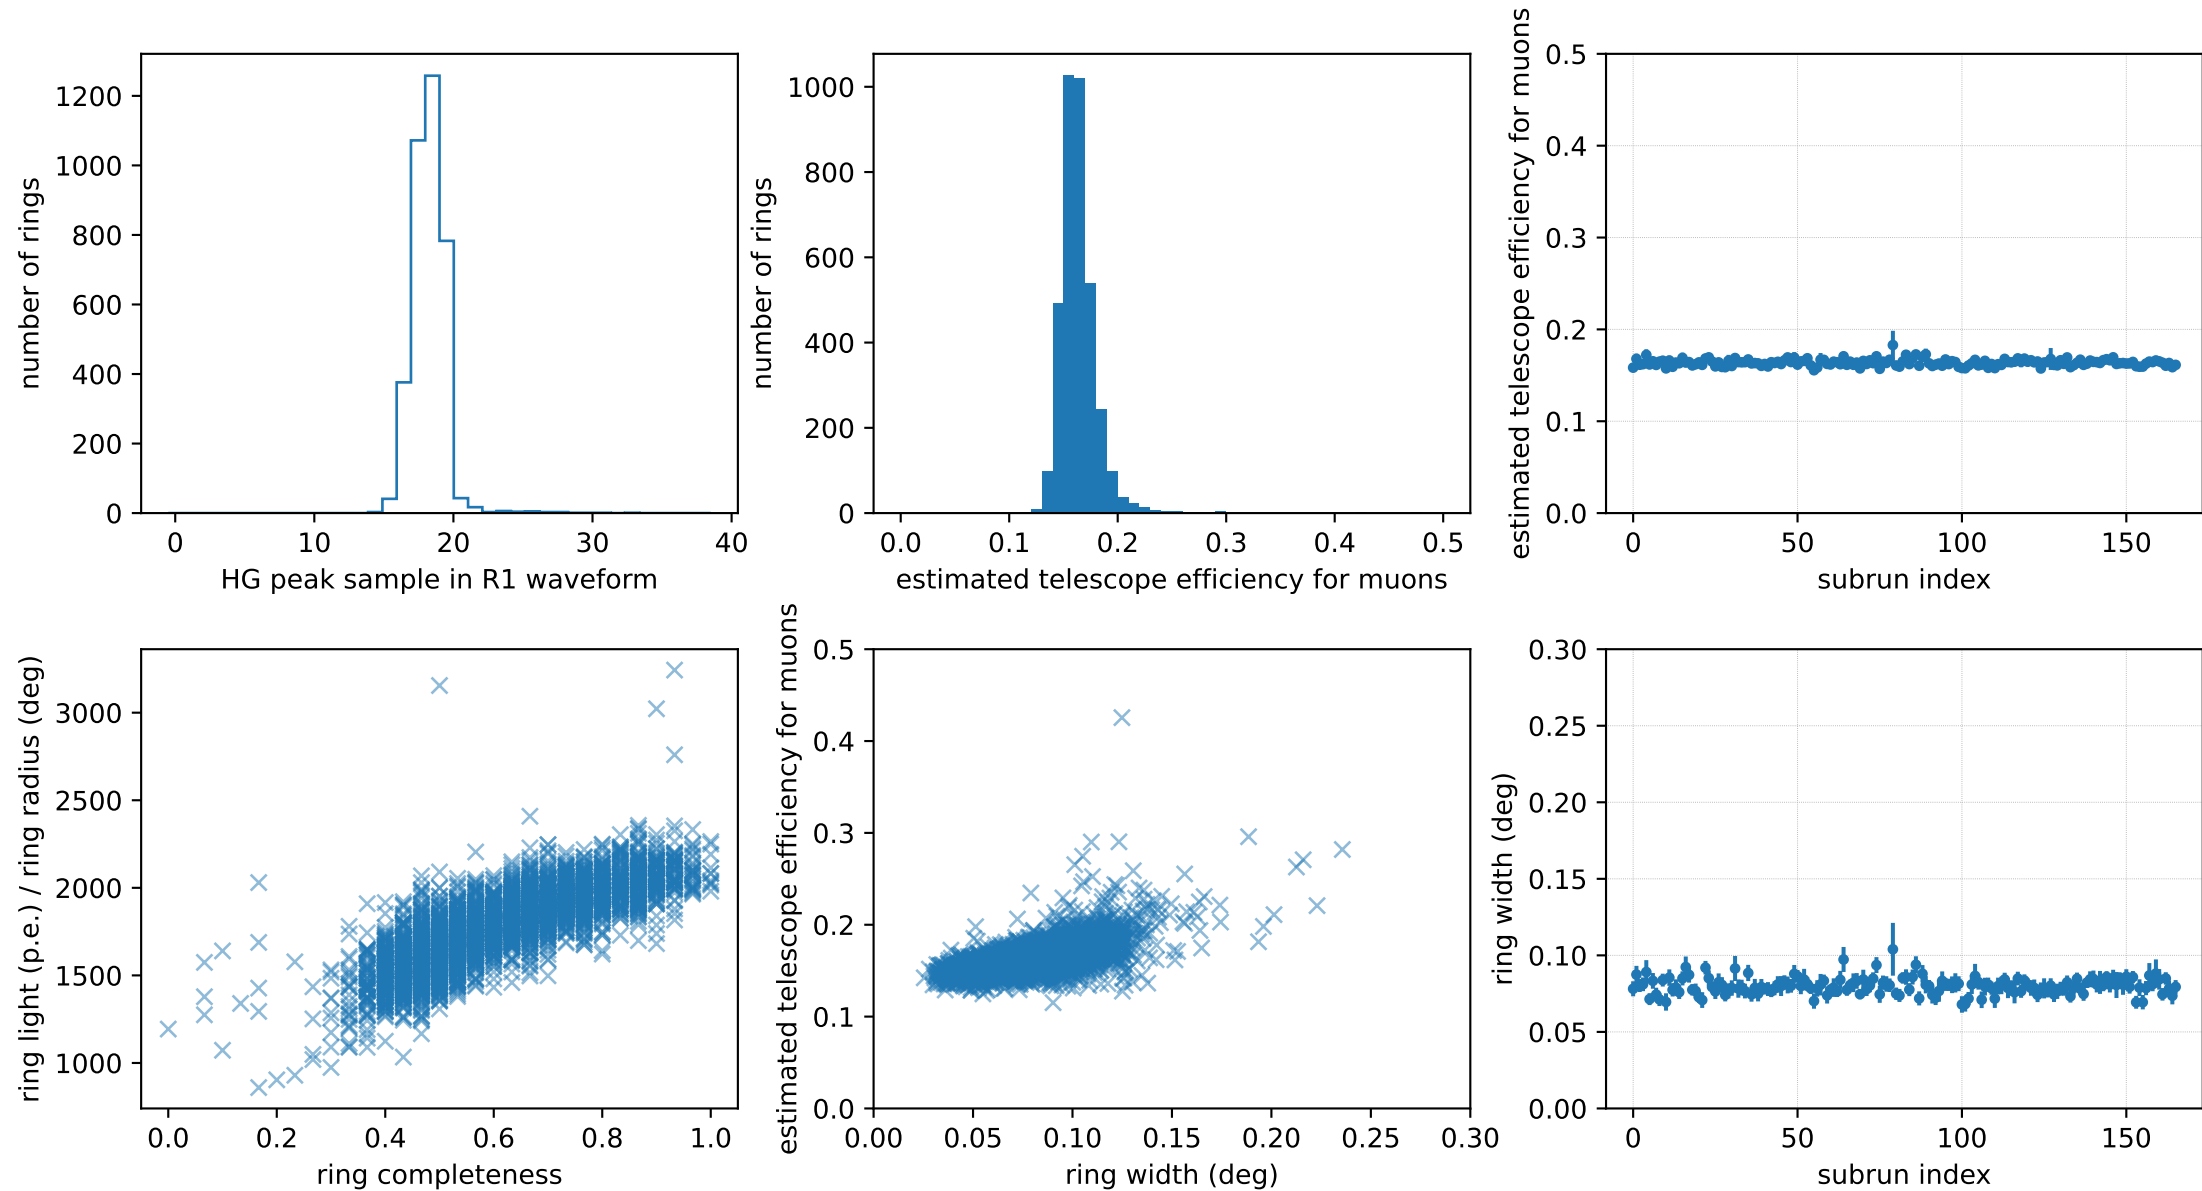 number of rings
1200
1000
800
600
400
200
0
0 10 20 30 40
HG peak sample in R1 waveform
number of rings
1000
800
600
400
200
0
0.0 0.1 0.2 0.3 0.4 0.5
estimated telescope efficiency for muons
estimated telescope efficiency for muons
0.5
0.4
0.3
0.2
0.1
0.0
0 50 100 150
subrun index
ring light (p.e.) / ring radius (deg)
3000
2500
2000
1500
1000
0.0 0.2 0.4 0.6 0.8 1.0
ring completeness
estimated telescope efficiency for muons
0.5
0.4
0.3
0.2
0.1
0.0
0.00 0.05 0.10 0.15 0.20 0.25 0.30
ring width (deg)
ring width (deg)
0.30
0.25
0.20
0.15
0.10
0.05
0.00
0 50 100 150
subrun index